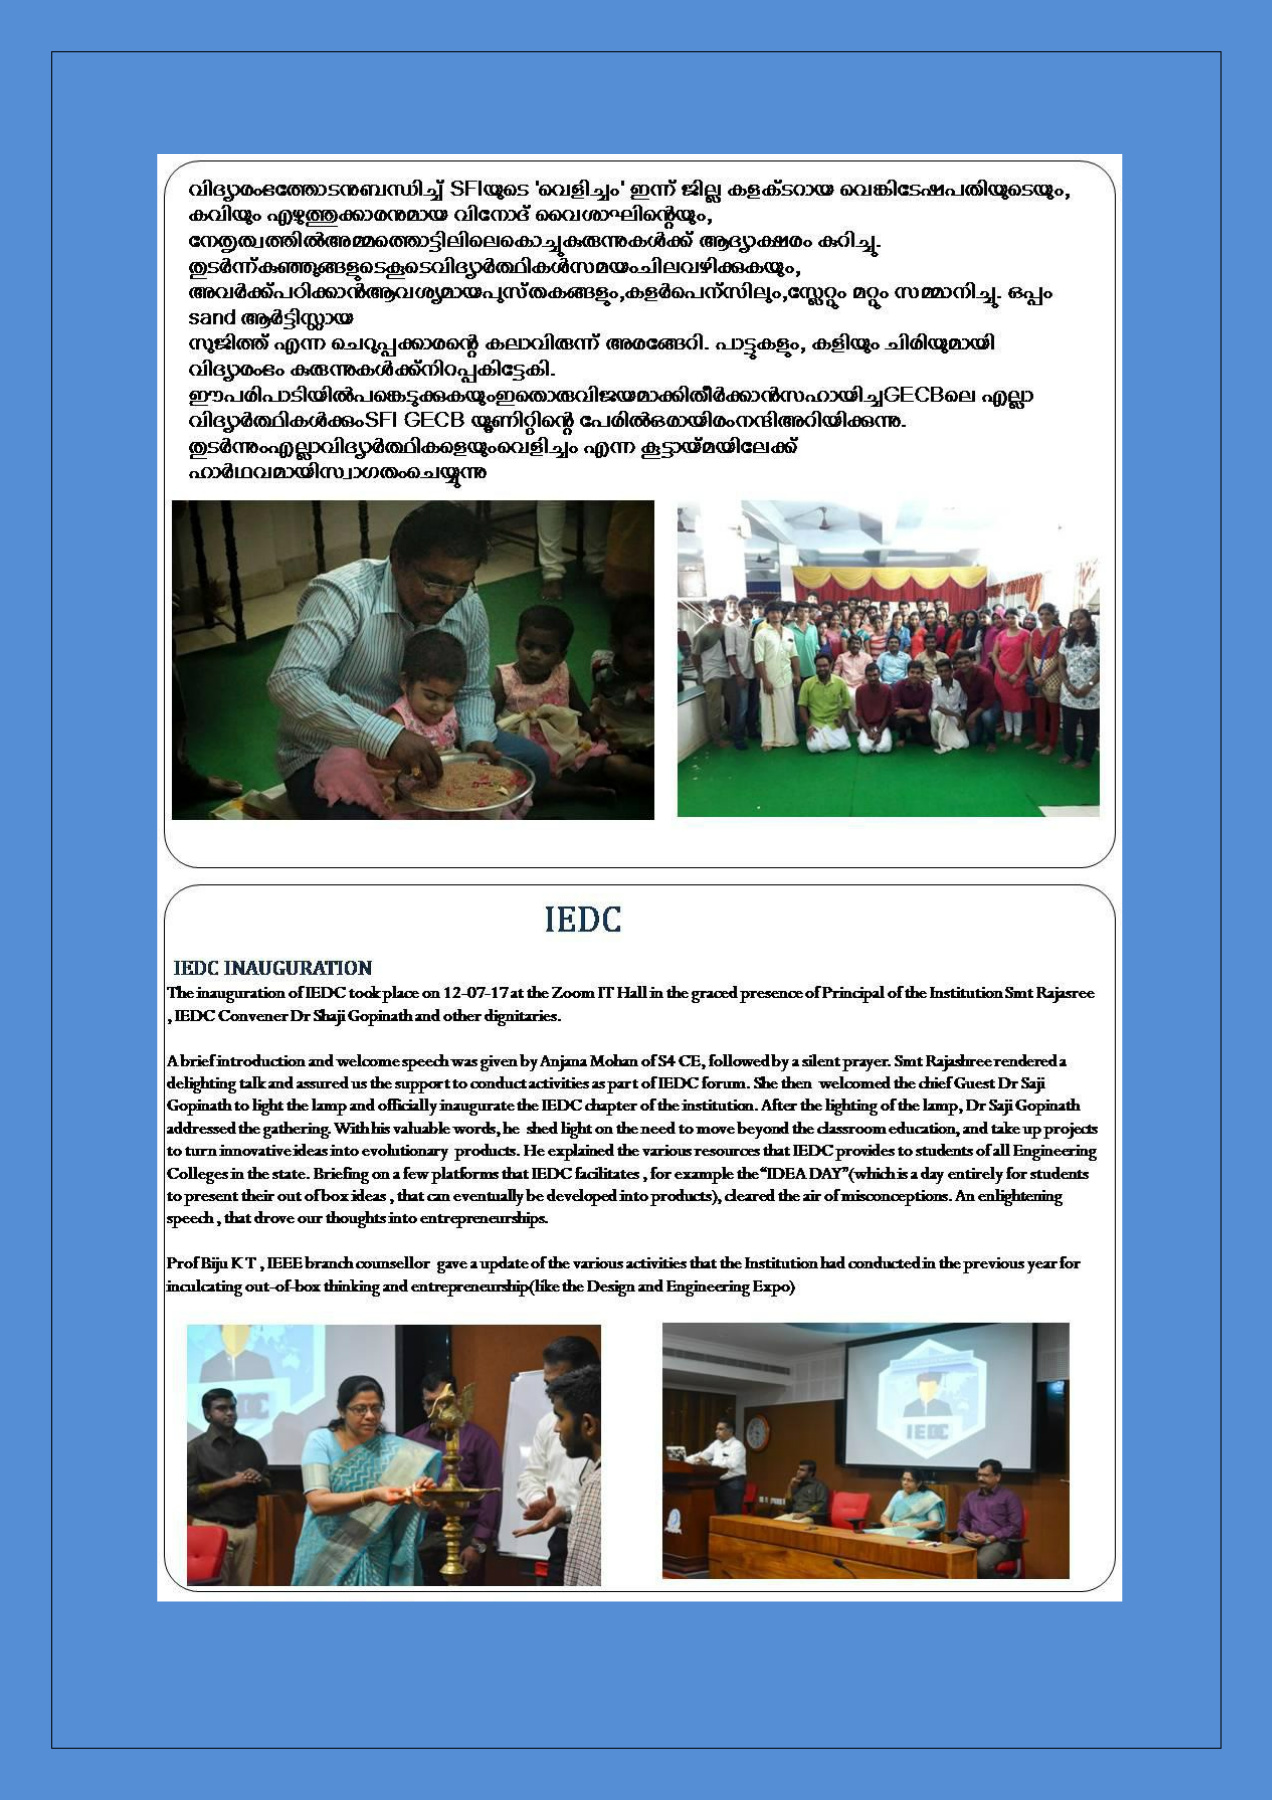 വിദ്യാരംഭത്തോടനുബന്ധിച്ച് SFIയുടെ 'വെളിച്ചം' ഇന്ന് ജില്ല കളക്ടറായ വെങ്കിടേഷപതിയുടെയും,
കവിയും എഴുത്തുക്കാരനുമായ വിനോദ് വൈശാഘിന്റെയും,
നേതൃത്വത്തിൽഅമ്മത്തൊട്ടിലിലെകൊച്ചുകുരുന്നുകൾക്ക് ആദ്യാക്ഷരം കുറിച്ചു.
തുടർന്ന്കുഞ്ഞുങ്ങളുടെകൂടെവിദ്യാർത്ഥികൾസമയംചിലവഴിക്കുകയും,
അവർക്ക്പഠിക്കാൻആവശ്യമായപുസ്തകങ്ങളും,കളർപെന്സിലും,സ്ലേറ്റും മറ്റും സമ്മാനിച്ചു. ഒപ്പം
sand ആർട്ടിസ്റ്റായ
സുജിത്ത് എന്ന ചെറുപ്പക്കാരന്റെ കലാവിരുന്ന് അരങ്ങേറി. പാട്ടുകളും, കളിയും ചിരിയുമായി
വിദ്യാരംഭം കുരുന്നുകൾക്ക്നിറപ്പകിട്ടേകി.
ഈപരിപാടിയിൽപങ്കെടുക്കുകയുംഇതൊരുവിജയമാക്കിതീർക്കാൻസഹായിച്ചGECBലെ എല്ലാ
വിദ്യാർത്ഥികൾക്കുംSFI GECB യൂണിറ്റിന്റെ പേരിൽഒരായിരംനന്ദിഅറിയിക്കുന്നു.
തുടർന്നുംഎല്ലാവിദ്യാർത്ഥികളെയുംവെളിച്ചം എന്ന കൂട്ടായ്മയിലേക്ക്
ഹാർഥവമായിസ്വാഗതംചെയ്യുന്നു
IEDC
IEDC INAUGURATION
The inauguration of IEDC took place on 12-07-17 at the Zoom IT Hall in the graced presence of Principal of the Institution Smt Rajasree
, IEDC Convener Dr Shaji Gopinath and other dignitaries.
A brief introduction and welcome speech was given by Anjana Mohan of S4 CE, followed by a silent prayer. Smt Rajashree rendered a
delighting talk and assured us the support to conduct activities as part of IEDC forum. She then welcomed the chief Guest Dr Saji
Gopinath to light the lamp and officially inaugurate the IEDC chapter of the institution. After the lighting of the lamp, Dr Saji Gopinath
addressed the gathering. With his valuable words, he shed light on the need to move beyond the classroom education, and take up projects
to turn innovative ideas into evolutionary products. He explained the various resources that IEDC provides to students of all Engineering
Colleges in the state. Briefing on a few platforms that IEDC facilitates , for example the "IDEA DAY"(which is a day entirely for students
to present their out of box ideas , that can eventually be developed into products), cleared the air of misconceptions. An enlightening
speech , that drove our thoughts into entrepreneurships.
Prof Biju K T , IEEE branch counsellor gave a update of the various activities that the Institution had conducted in the previous year for
inculcating out-of-box thinking and entrepreneurship(like the Design and Engineering Expo)
IEDC